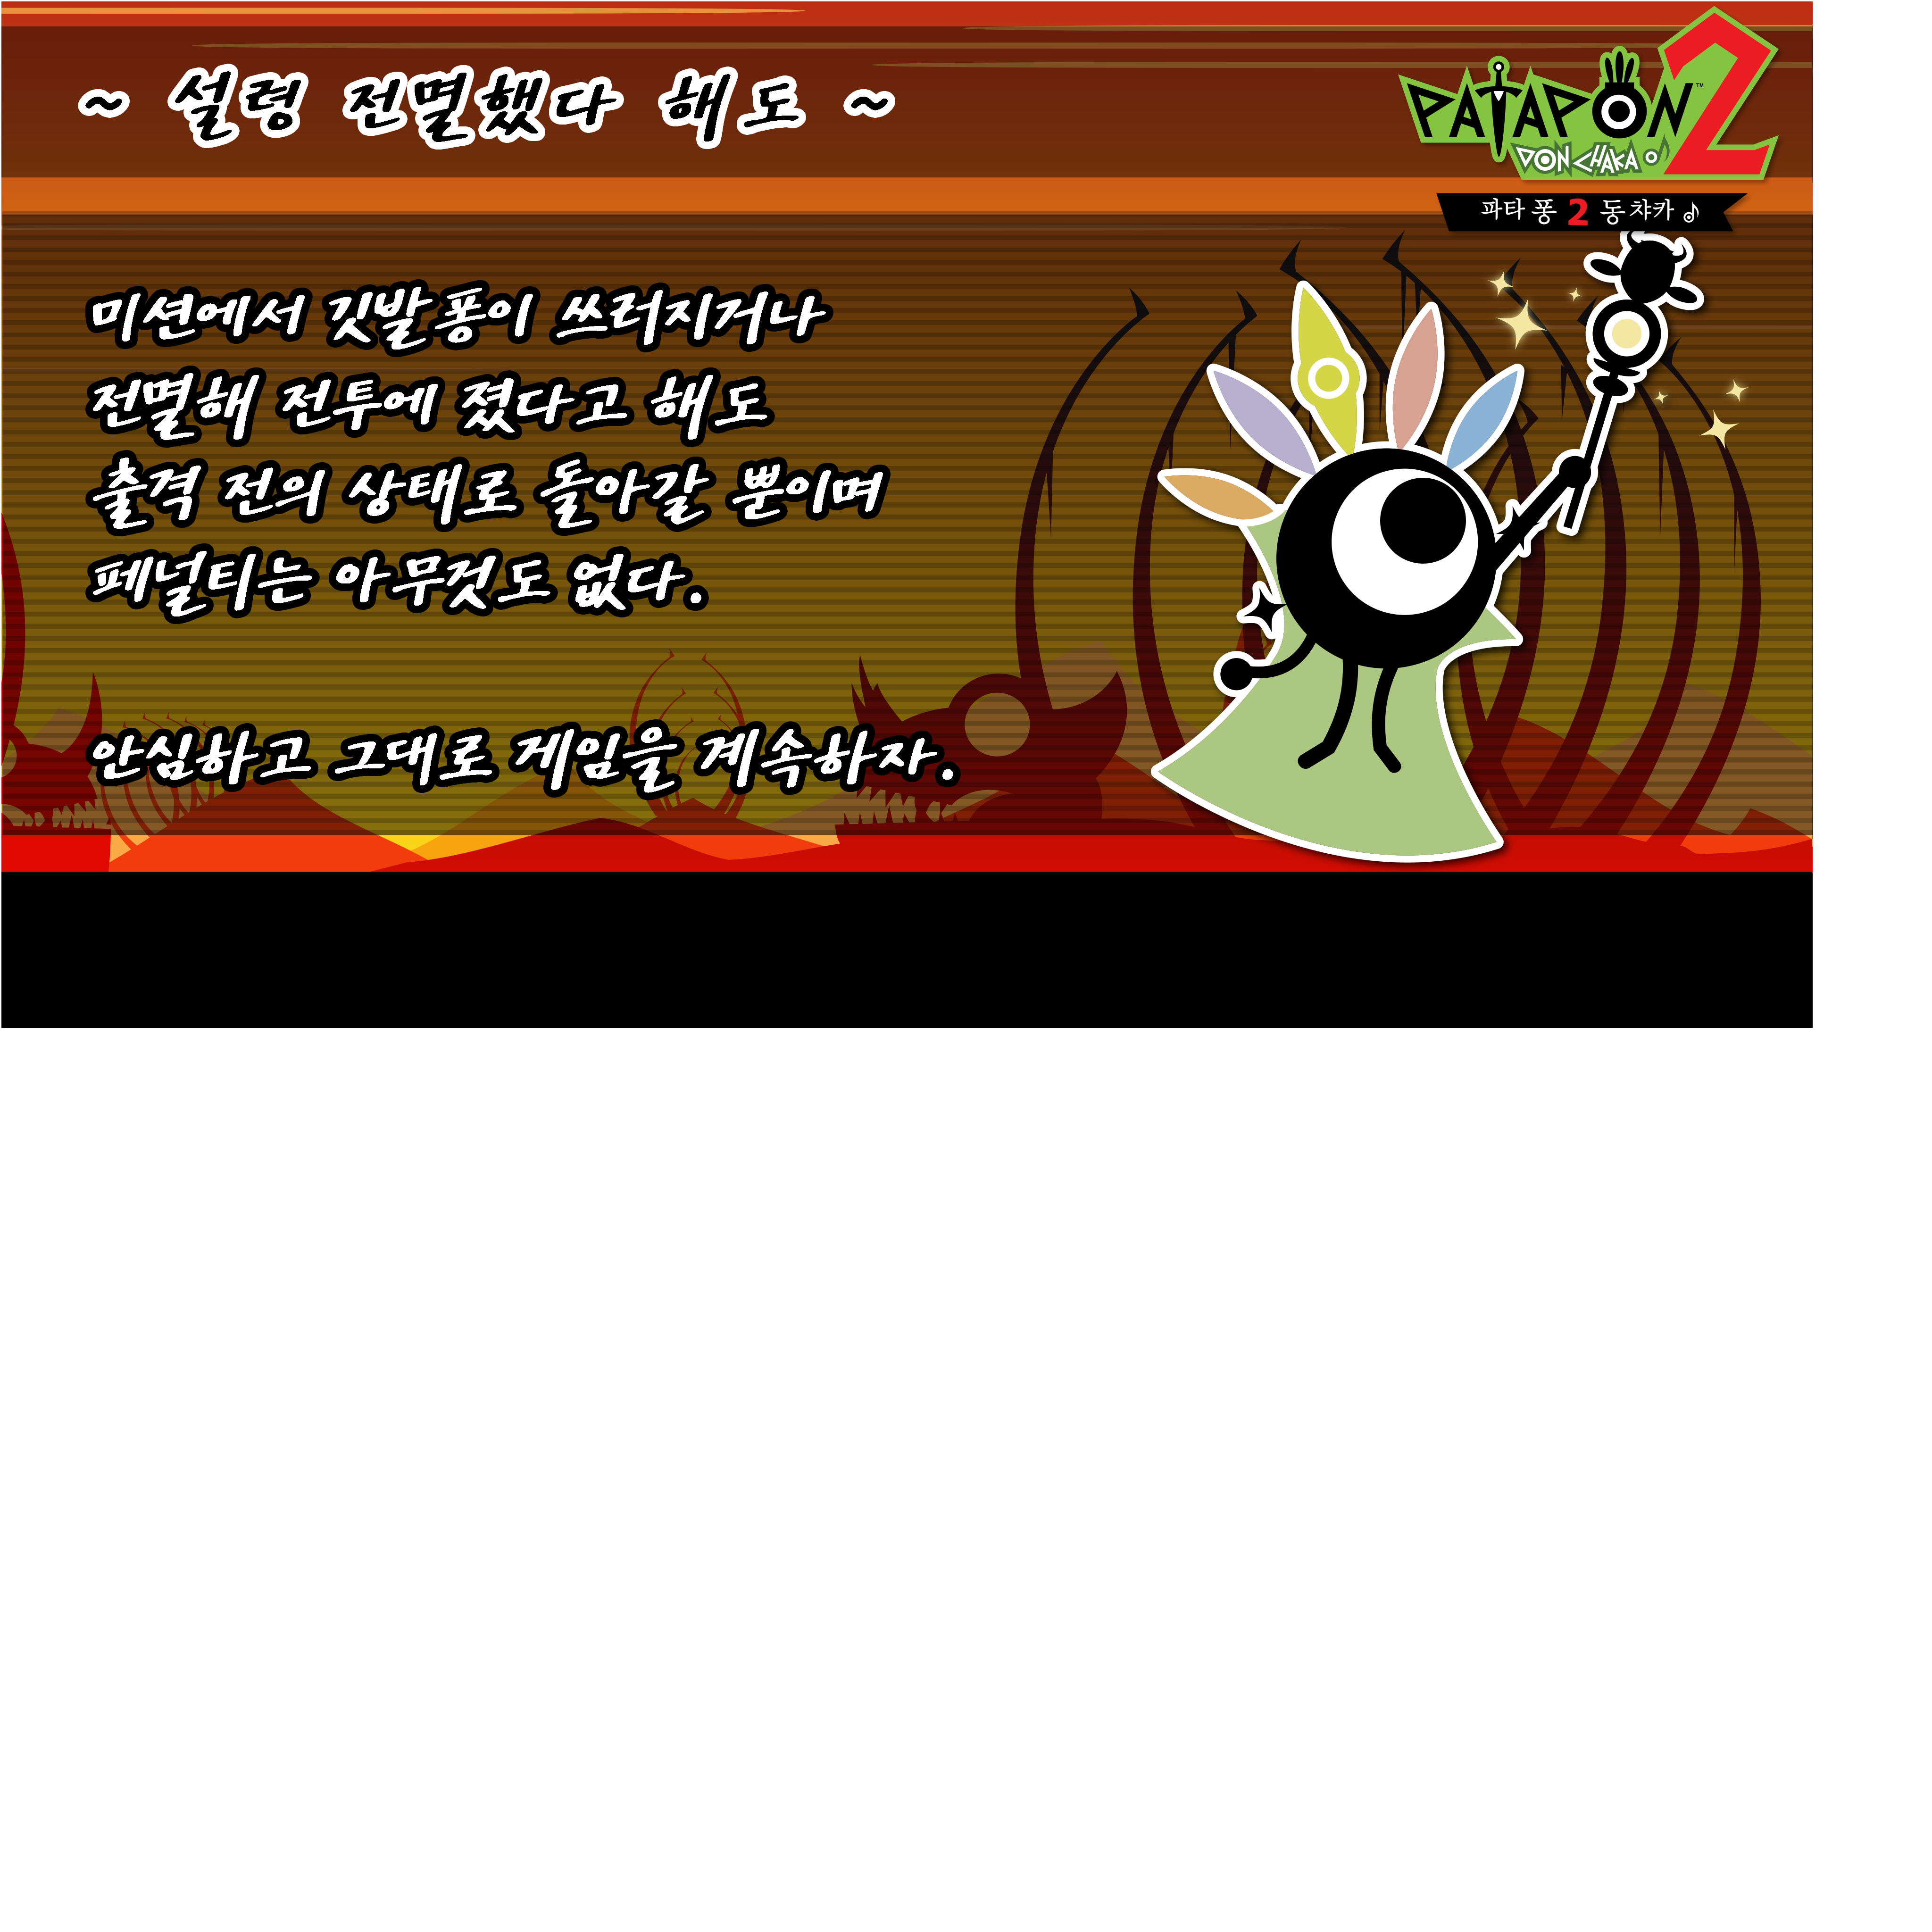 ~ 설령 전멸했다 해도 ~
PATAPON 2™
DONCHAKA♪
파타퐁 2 동챠카♪
미션에서 깃발퐁이 쓰러지거나
전멸해 전투에 졌다고 해도
출격 전의 상태로 돌아갈 뿐이며
페널티는 아무것도 없다.
안심하고 그대로 게임을 계속하자.